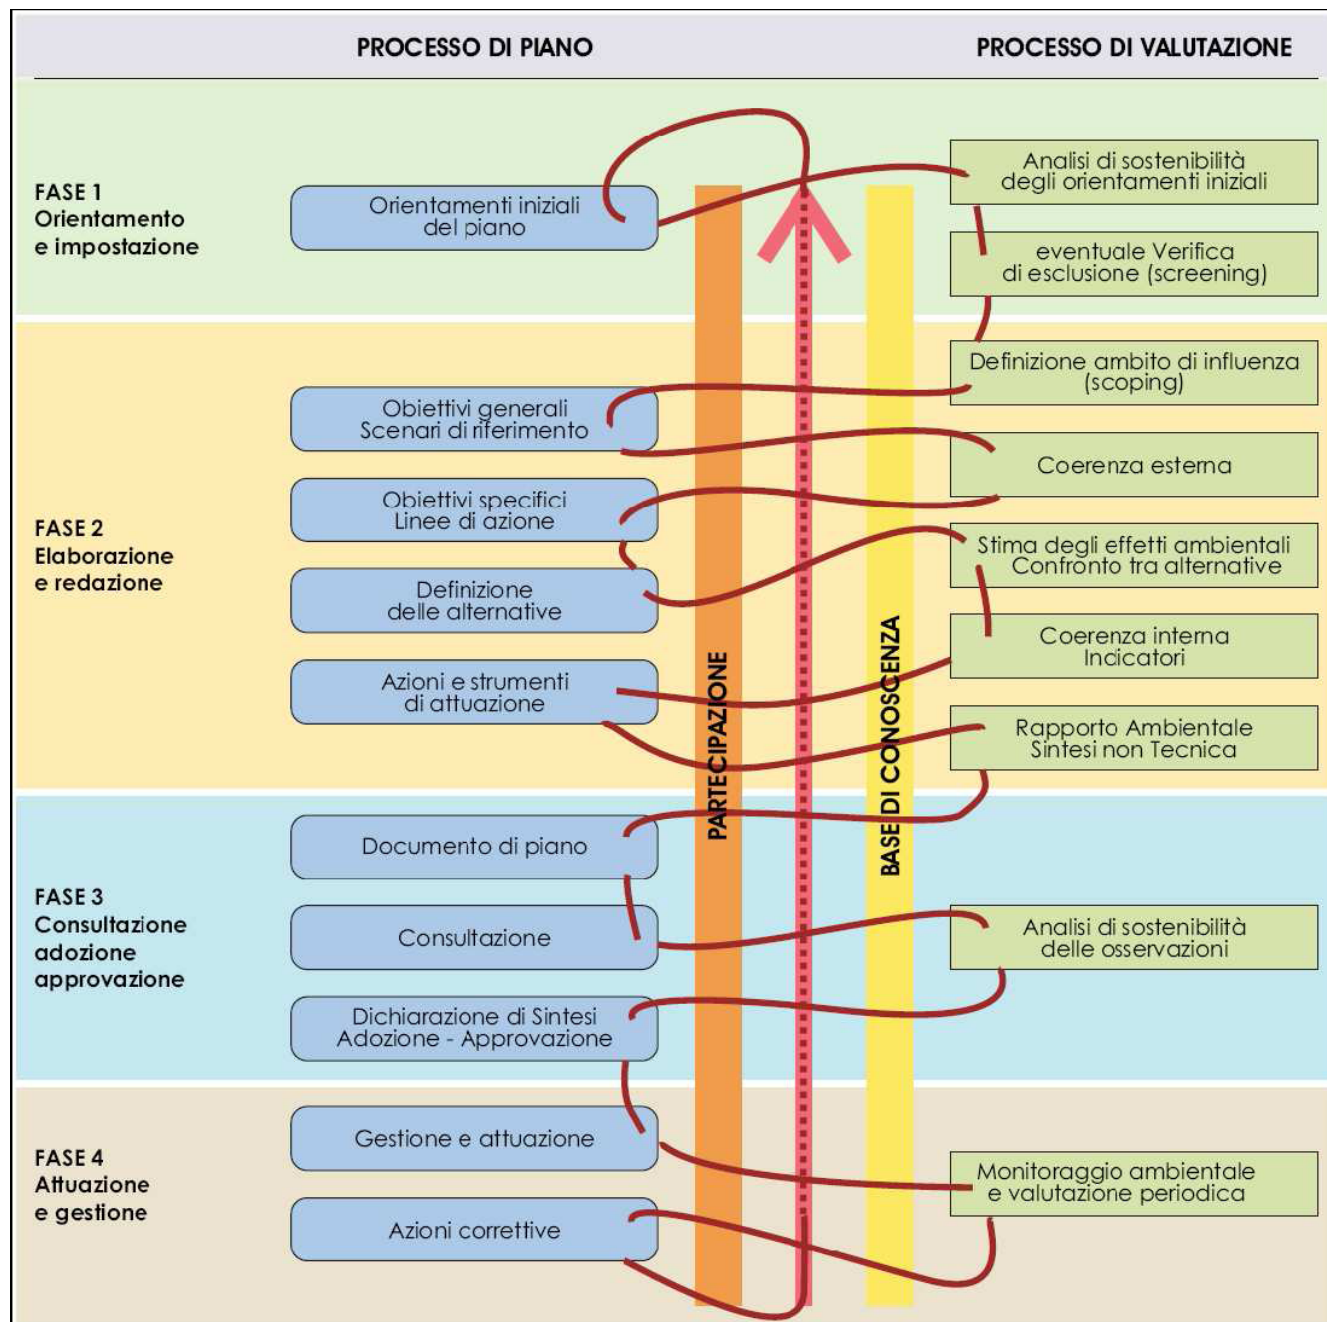 PROCESSO DI PIANO
PROCESSO DI VALUTAZIONE
FASE 1
Orientamento
e impostazione
Orientamenti iniziali
del piano
Analisi di sostenibilità
degli orientamenti iniziali
eventuale Verifica
di esclusione (screening)
FASE 2
Elaborazione
e redazione
Obiettivi generali
Scenari di riferimento
Obiettivi specifici
Linee di azione
Definizione
delle alternative
Azioni e strumenti
di attuazione
Definizione ambito di influenza
(scoping)
Coerenza esterna
Stima degli effetti ambientali
Confronto tra alternative
Coerenza interna
Indicatori
Rapporto Ambientale
Sintesi non Tecnica
PARTECIPAZIONE
BASE DI CONOSCENZA
FASE 3
Consultazione
adozione
approvazione
Documento di piano
Consultazione
Dichiarazione di Sintesi
Adozione - Approvazione
Analisi di sostenibilità
delle osservazioni
FASE 4
Attuazione
e gestione
Gestione e attuazione
Azioni correttive
Monitoraggio ambientale
e valutazione periodica